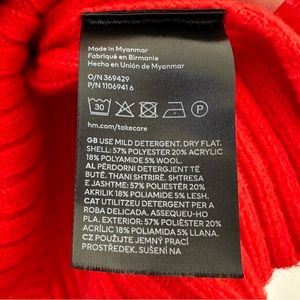 Made in Myanmar
Fabriqué en Birmanie
Hecho en Unión de Myanmar
O/N 369429
P/N 11069416
30
hm.com/takecare
GB USE MILD DETERGENT. DRY FLAT.
SHELL: 57% POLYESTER 20% ACRYLIC
18% POLYAMIDE 5% WOOL.
AL PËRDORNI DETERGJENT TË
BUTË. THANI SHTRIRË. SHTRESA
E JASHTME: 57% POLIESTER 20%
AKRILIK 18% POLIAMID 5% LESH.
CAT UTILITZEU DETERGENT PER A
ROBA DELICADA. ASSEQUEU-HO
PLA. EXTERIOR: 57% POLIÈSTER 20%
ACRÍLIC 18% POLIAMIDA 5% LLANA.
CZ POUŽIJTE JEMNÝ PRACÍ
PROSTŘEDEK. SUŠENÍ NA